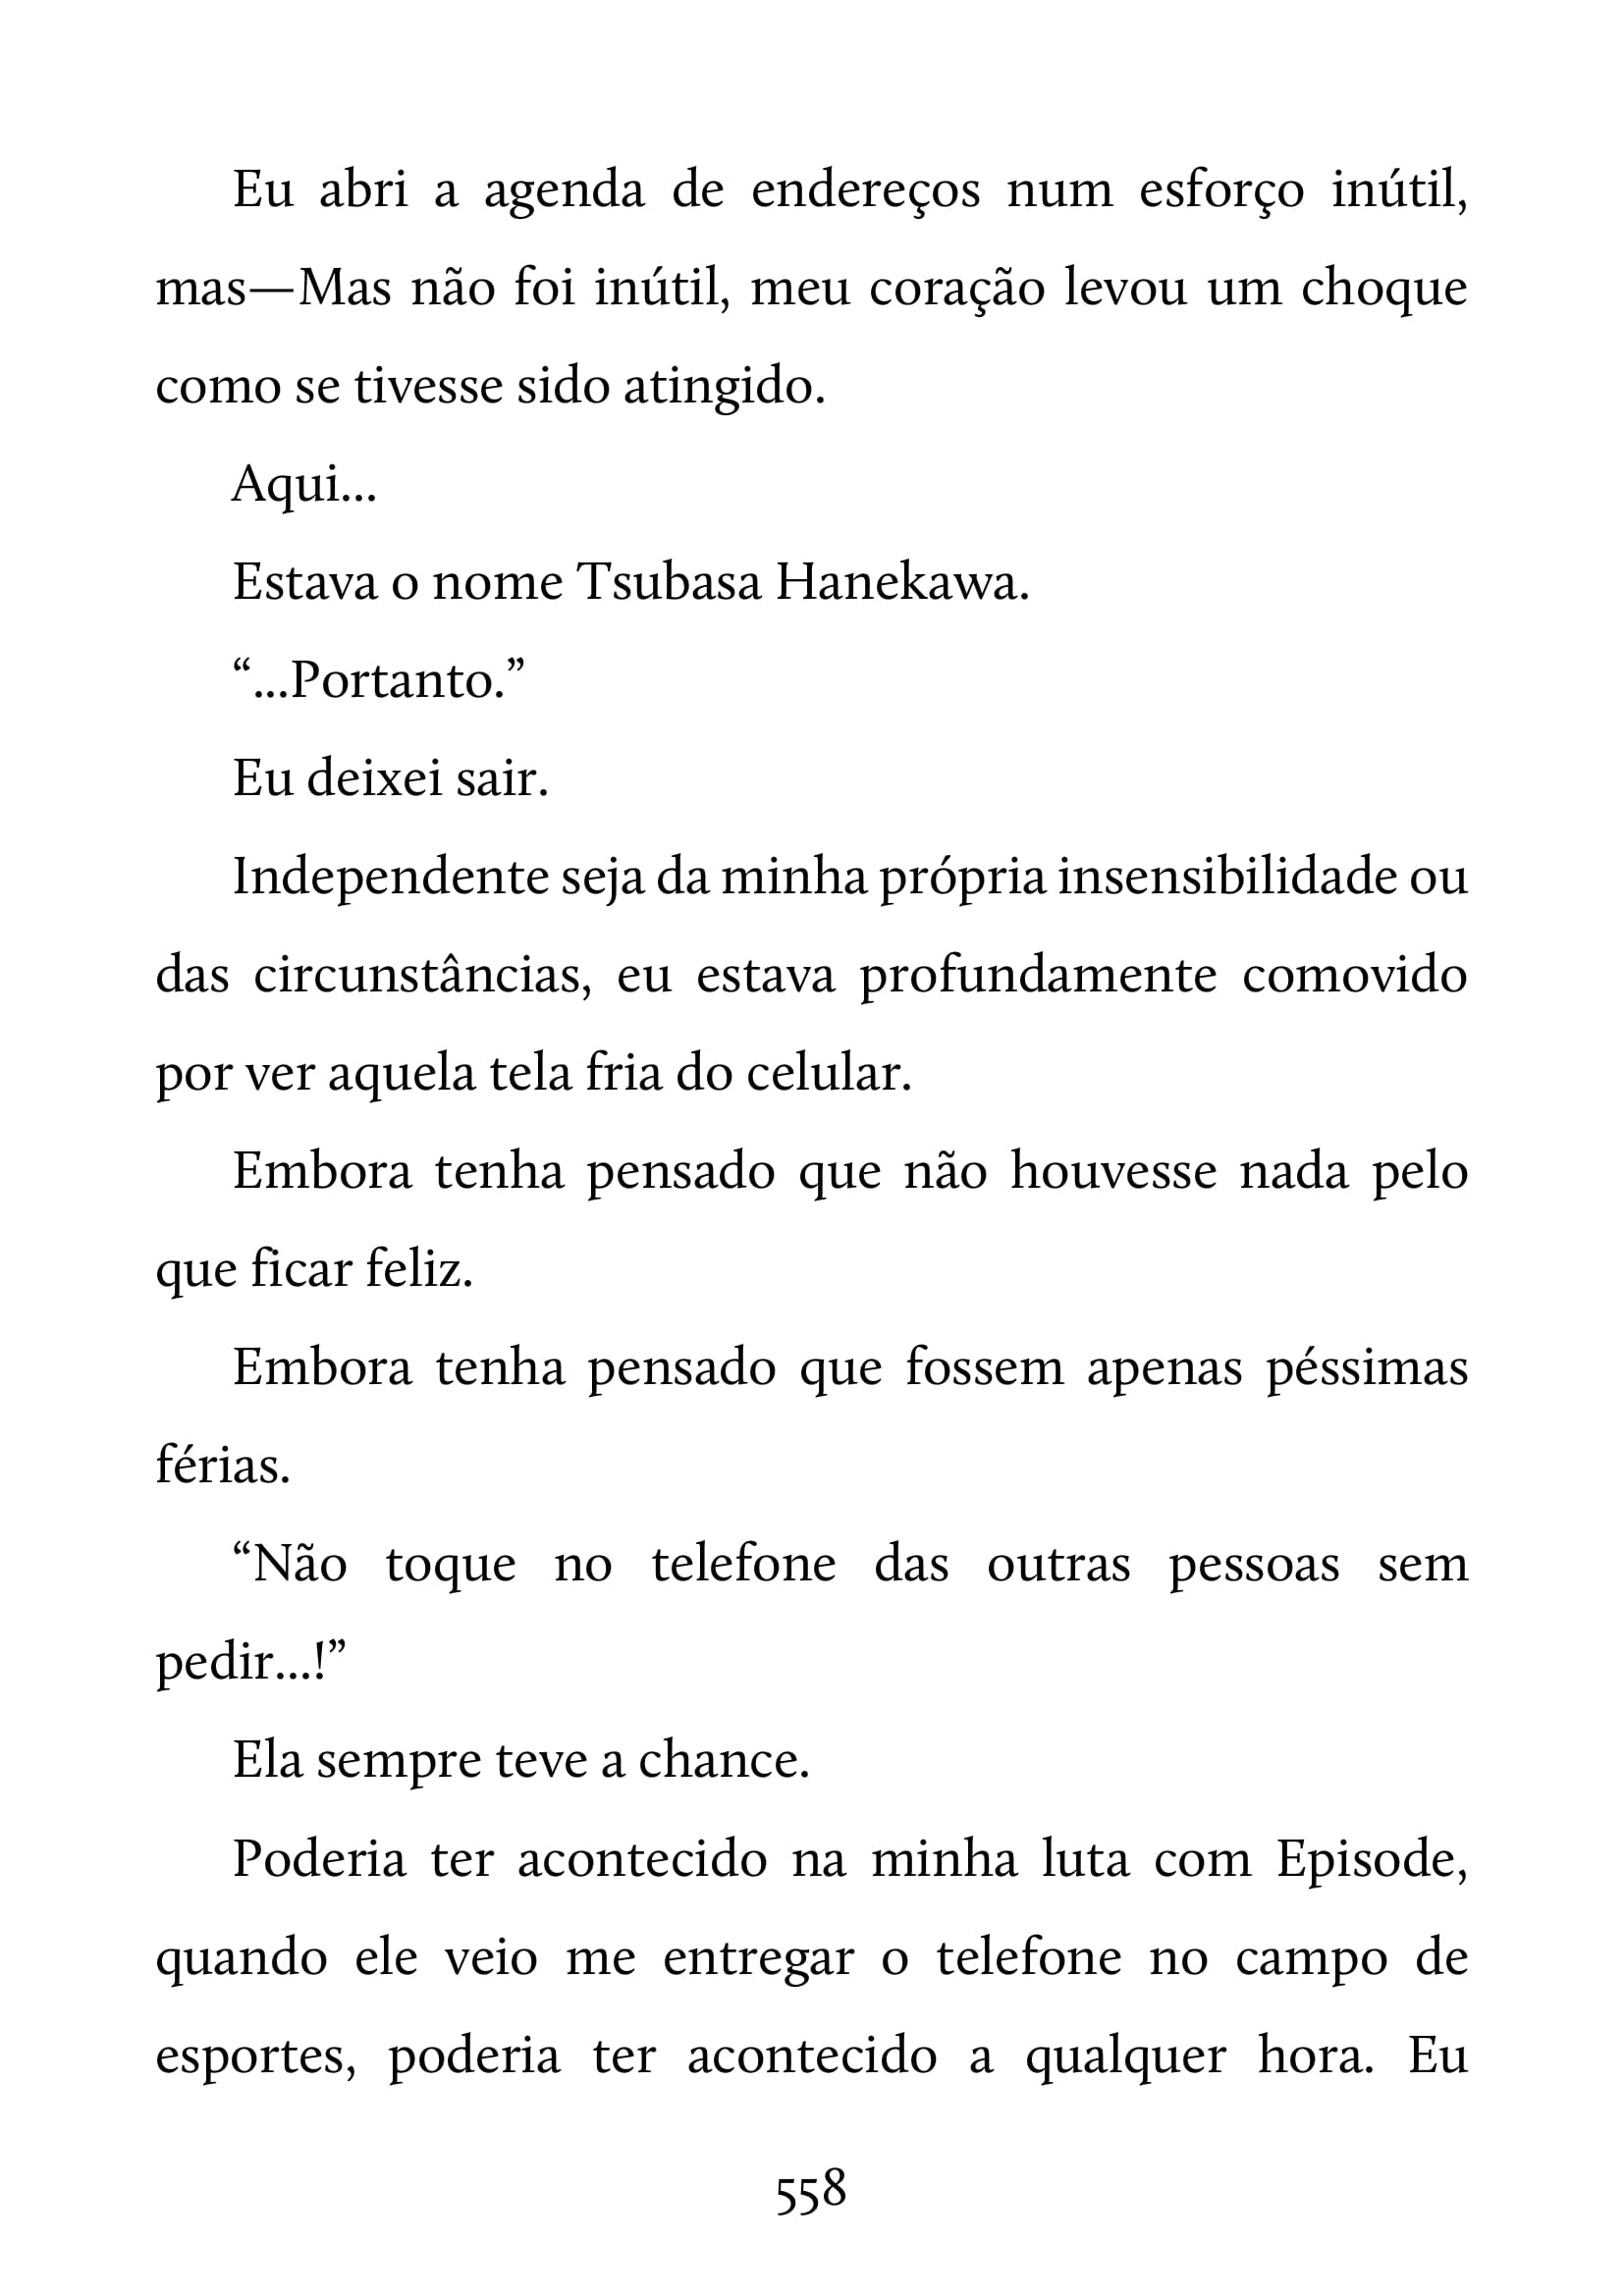 Eu abri a agenda de endereços num esforço inútil,
mas—Mas não foi inútil, meu coração levou um choque
como se tivesse sido atingido.
Aqui...
Estava o nome Tsubasa Hanekawa.
“...Portanto.”
Eu deixei sair.
Independente seja da minha própria insensibilidade ou
das circunstâncias, eu estava profundamente comovido
por ver aquela tela fria do celular.
Embora tenha pensado que não houvesse nada pelo
que ficar feliz.
Embora tenha pensado que fossem apenas péssimas
férias.
“Não toque no telefone das outras pessoas sem
pedir...!”
Ela sempre teve a chance.
Poderia ter acontecido na minha luta com Episode,
quando ele veio me entregar o telefone no campo de
esportes, poderia ter acontecido a qualquer hora. Eu
558